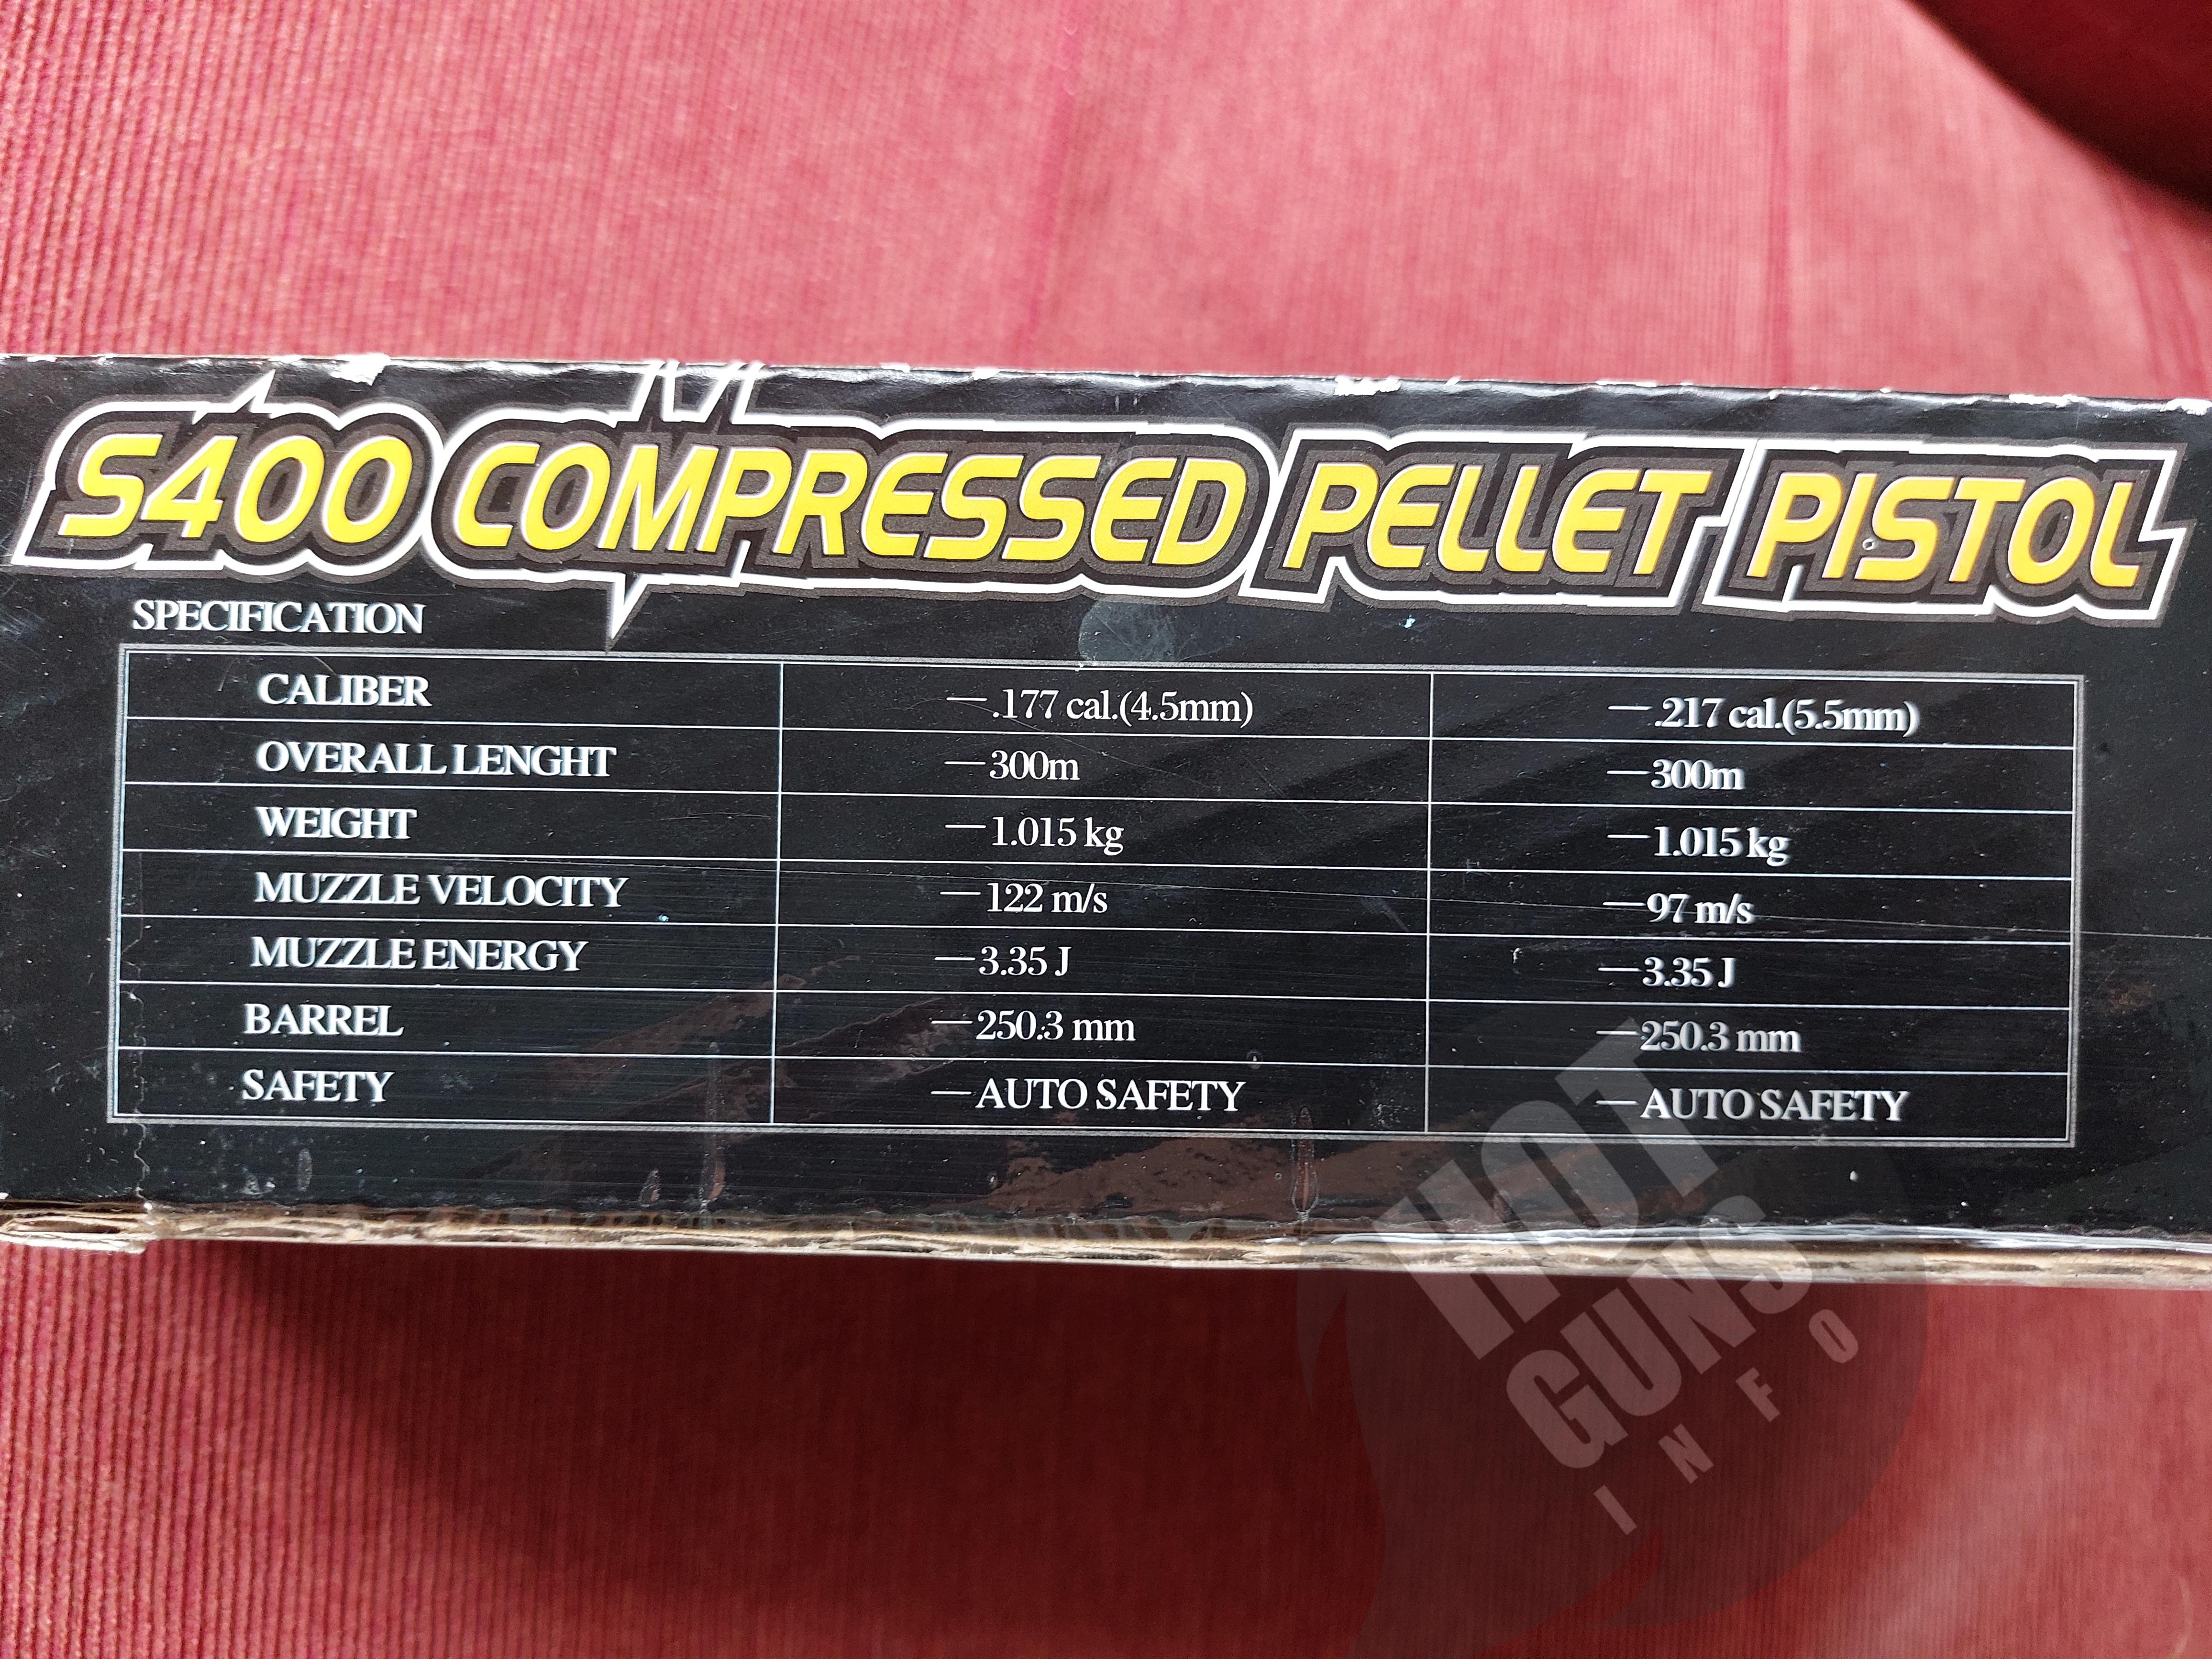 S400 COMPRESSED PELLET PISTOL
SPECIFICATION
CALIBER — .177 cal.(4.5mm) — .217 cal.(5.5mm)
OVERALL LENGHT — 300m — 300m
WEIGHT — 1.015 kg — 1.015 kg
MUZZLE VELOCITY — 122 m/s — 97 m/s
MUZZLE ENERGY — 3.35 J — 3.35 J
BARREL — 250.3 mm — 250.3 mm
SAFETY — AUTO SAFETY — AUTO SAFETY
HOT
GUNS
INFO